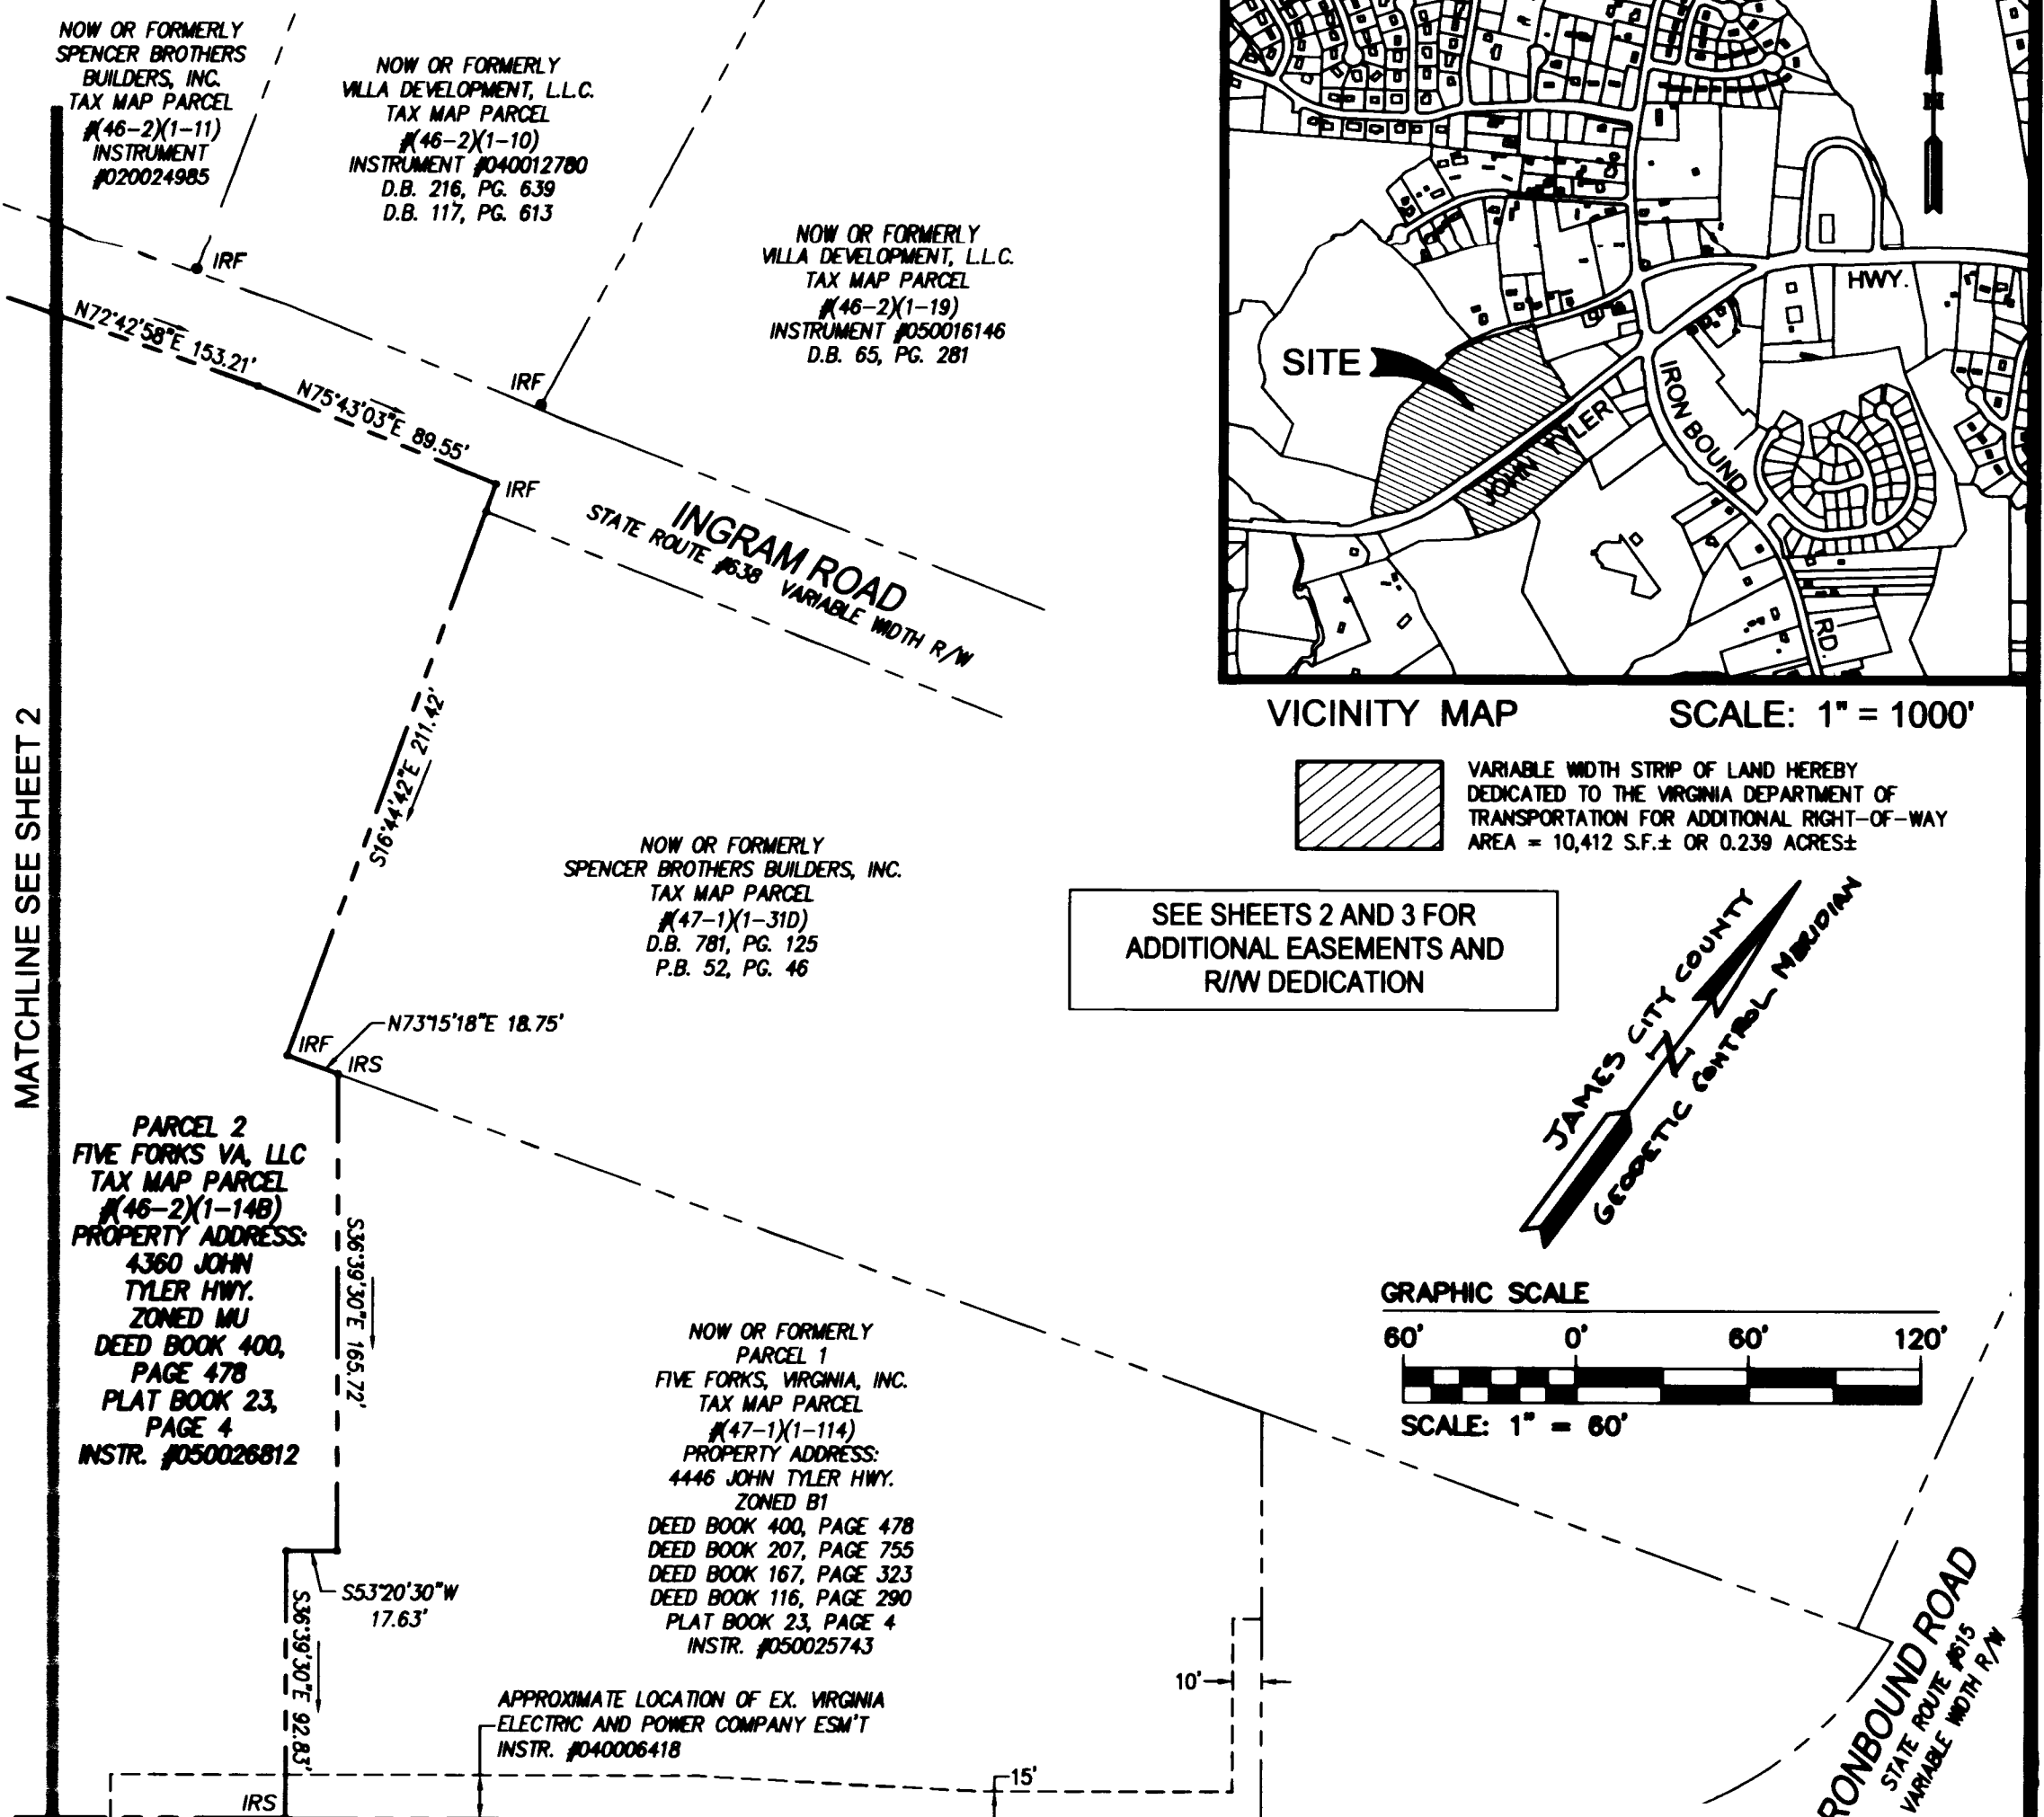 NOW OR FORMERLY
SPENCER BROTHERS
BUILDERS, INC.
TAX MAP PARCEL
#(46-2)(1-11)
INSTRUMENT
#020024985
NOW OR FORMERLY
VILLA DEVELOPMENT, L.L.C.
TAX MAP PARCEL
#(46-2)(1-10)
INSTRUMENT #040012780
D.B. 216, PG. 639
D.B. 117, PG. 613
NOW OR FORMERLY
VILLA DEVELOPMENT, L.L.C.
TAX MAP PARCEL
#(46-2)(1-19)
INSTRUMENT #050016146
D.B. 65, PG. 281
IRF
IRF
N72°42'58"E 153.21'
N75°43'03"E 89.55'
IRF
INGRAM ROAD
STATE ROUTE #638 VARIABLE WIDTH R/W
S16°44'42"E 211.42'
MATCHLINE SEE SHEET 2
N
HWY.
SITE
JOHN TYLER
IRON BOUND
RD.
VICINITY MAP SCALE: 1" = 1000'
VARIABLE WIDTH STRIP OF LAND HEREBY
DEDICATED TO THE VIRGINIA DEPARTMENT OF
TRANSPORTATION FOR ADDITIONAL RIGHT-OF-WAY
AREA = 10,412 S.F.± OR 0.239 ACRES±
NOW OR FORMERLY
SPENCER BROTHERS BUILDERS, INC.
TAX MAP PARCEL
#(47-1)(1-31D)
D.B. 781, PG. 125
P.B. 52, PG. 46
SEE SHEETS 2 AND 3 FOR
ADDITIONAL EASEMENTS AND
R//W DEDICATION
JAMES CITY COUNTY
N
GEODETIC CONTROL MERIDIAN
N73°15'18"E 18.75'
IRF
IRS
PARCEL 2
FIVE FORKS VA, LLC
TAX MAP PARCEL
#(46-2)(1-14B)
PROPERTY ADDRESS:
4360 JOHN
TYLER HWY.
ZONED MU
DEED BOOK 400,
PAGE 478
PLAT BOOK 23,
PAGE 4
INSTR. #050026812
S36°39'30"E 165.72'
GRAPHIC SCALE
60' 0' 60' 120'
SCALE: 1" = 60'
NOW OR FORMERLY
PARCEL 1
FIVE FORKS, VIRGINIA, INC.
TAX MAP PARCEL
#(47-1)(1-114)
PROPERTY ADDRESS:
4446 JOHN TYLER HWY.
ZONED B1
DEED BOOK 400, PAGE 478
DEED BOOK 207, PAGE 755
DEED BOOK 167, PAGE 323
DEED BOOK 116, PAGE 290
PLAT BOOK 23, PAGE 4
INSTR. #050025743
S53°20'30"W
17.63'
S36°39'30"E 92.83'
APPROXIMATE LOCATION OF EX. VIRGINIA
ELECTRIC AND POWER COMPANY ESM'T
INSTR. #040006418
10'
15'
IRS
RONBOUND ROAD
STATE ROUTE #615
VARIABLE WIDTH R/W